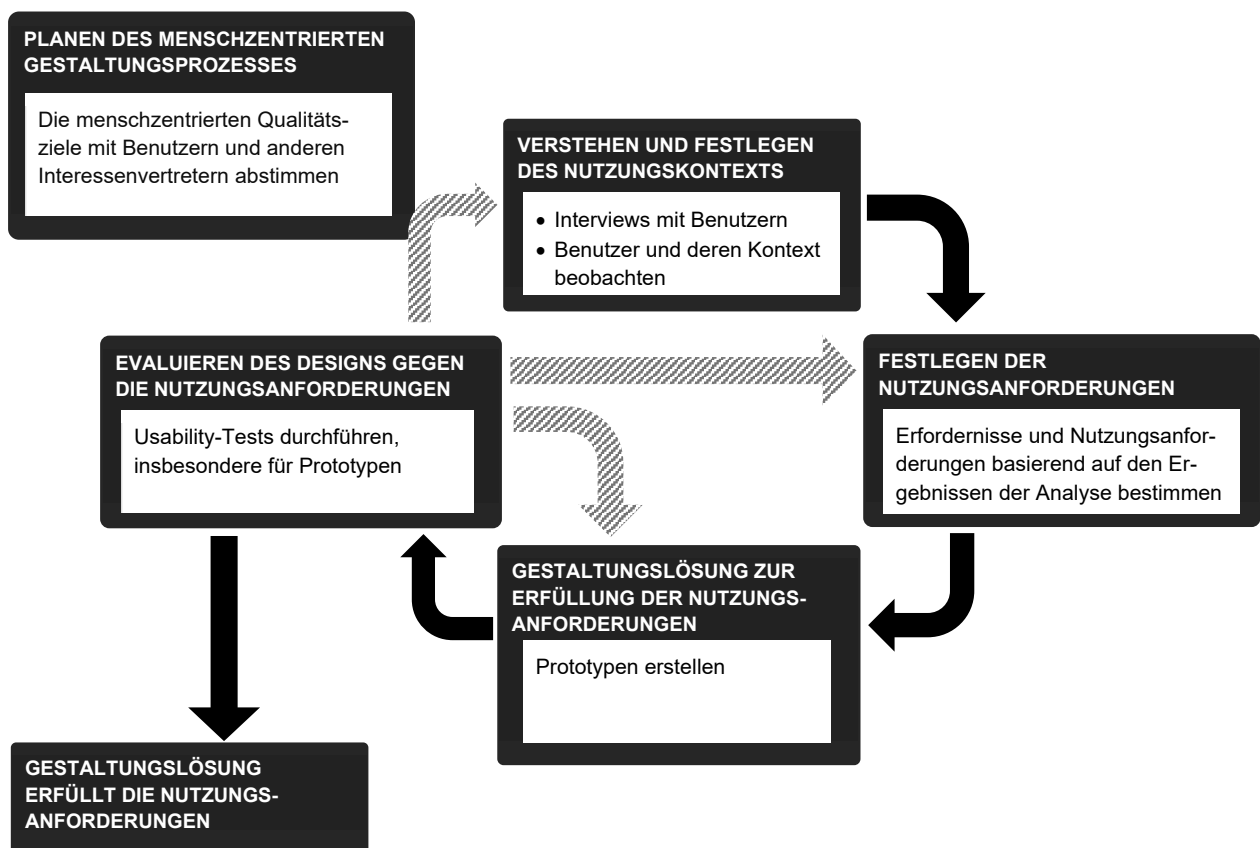 PLANEN DES MENSCHZENTRIERTEN
GESTALTUNGSPROZESSES
Die menschzentrierten Qualitäts-
ziele mit Benutzern und anderen
Interessenvertretern abstimmen
VERSTEHEN UND FESTLEGEN
DES NUTZUNGSKONTEXTS
• Interviews mit Benutzern
• Benutzer und deren Kontext
beobachten
EVALUIEREN DES DESIGNS GEGEN
DIE NUTZUNGSANFORDERUNGEN
Usability-Tests durchführen,
insbesondere für Prototypen
FESTLEGEN DER
NUTZUNGSANFORDERUNGEN
Erfordernisse und Nutzungsanfor-
derungen basierend auf den Er-
gebnissen der Analyse bestimmen
GESTALTUNGSLÖSUNG ZUR
ERFÜLLUNG DER NUTZUNGS-
ANFORDERUNGEN
Prototypen erstellen
GESTALTUNGSLÖSUNG
ERFÜLLT DIE NUTZUNGS-
ANFORDERUNGEN